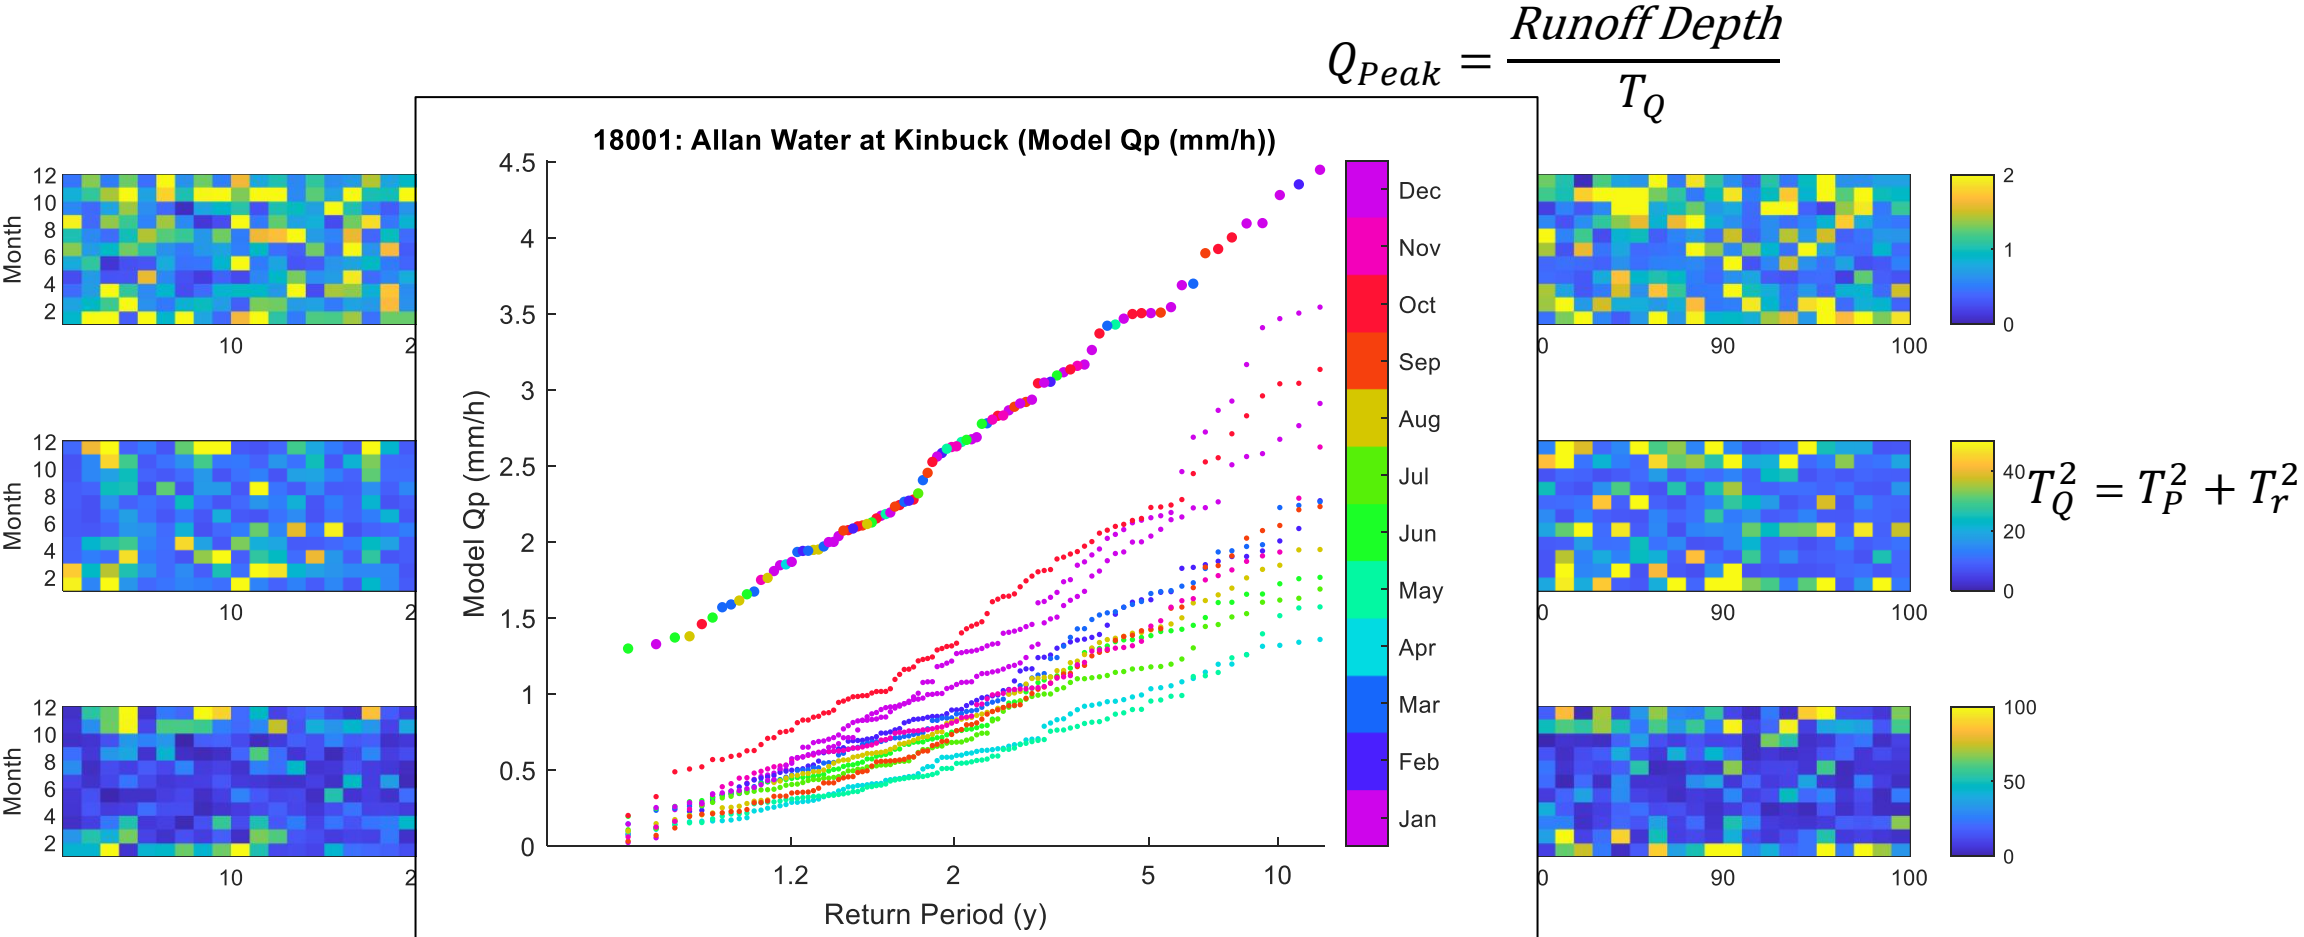 Q_Peak = Runoff Depth / T_Q
18001: Allan Water at Kinbuck (Model Qp (mm/h))
Month
12
10
8
6
4
2
10
2
Month
12
10
8
6
4
2
10
2
Month
12
10
8
6
4
2
10
2
Model Qp (mm/h)
4.5
4
3.5
3
2.5
2
1.5
1
0.5
0
1.2
2
5
10
Return Period (y)
Dec
Nov
Oct
Sep
Aug
Jul
Jun
May
Apr
Mar
Feb
Jan
0
90
100
2
1
0
0
90
100
40
20
0
T_Q^2 = T_P^2 + T_r^2
0
90
100
100
50
0